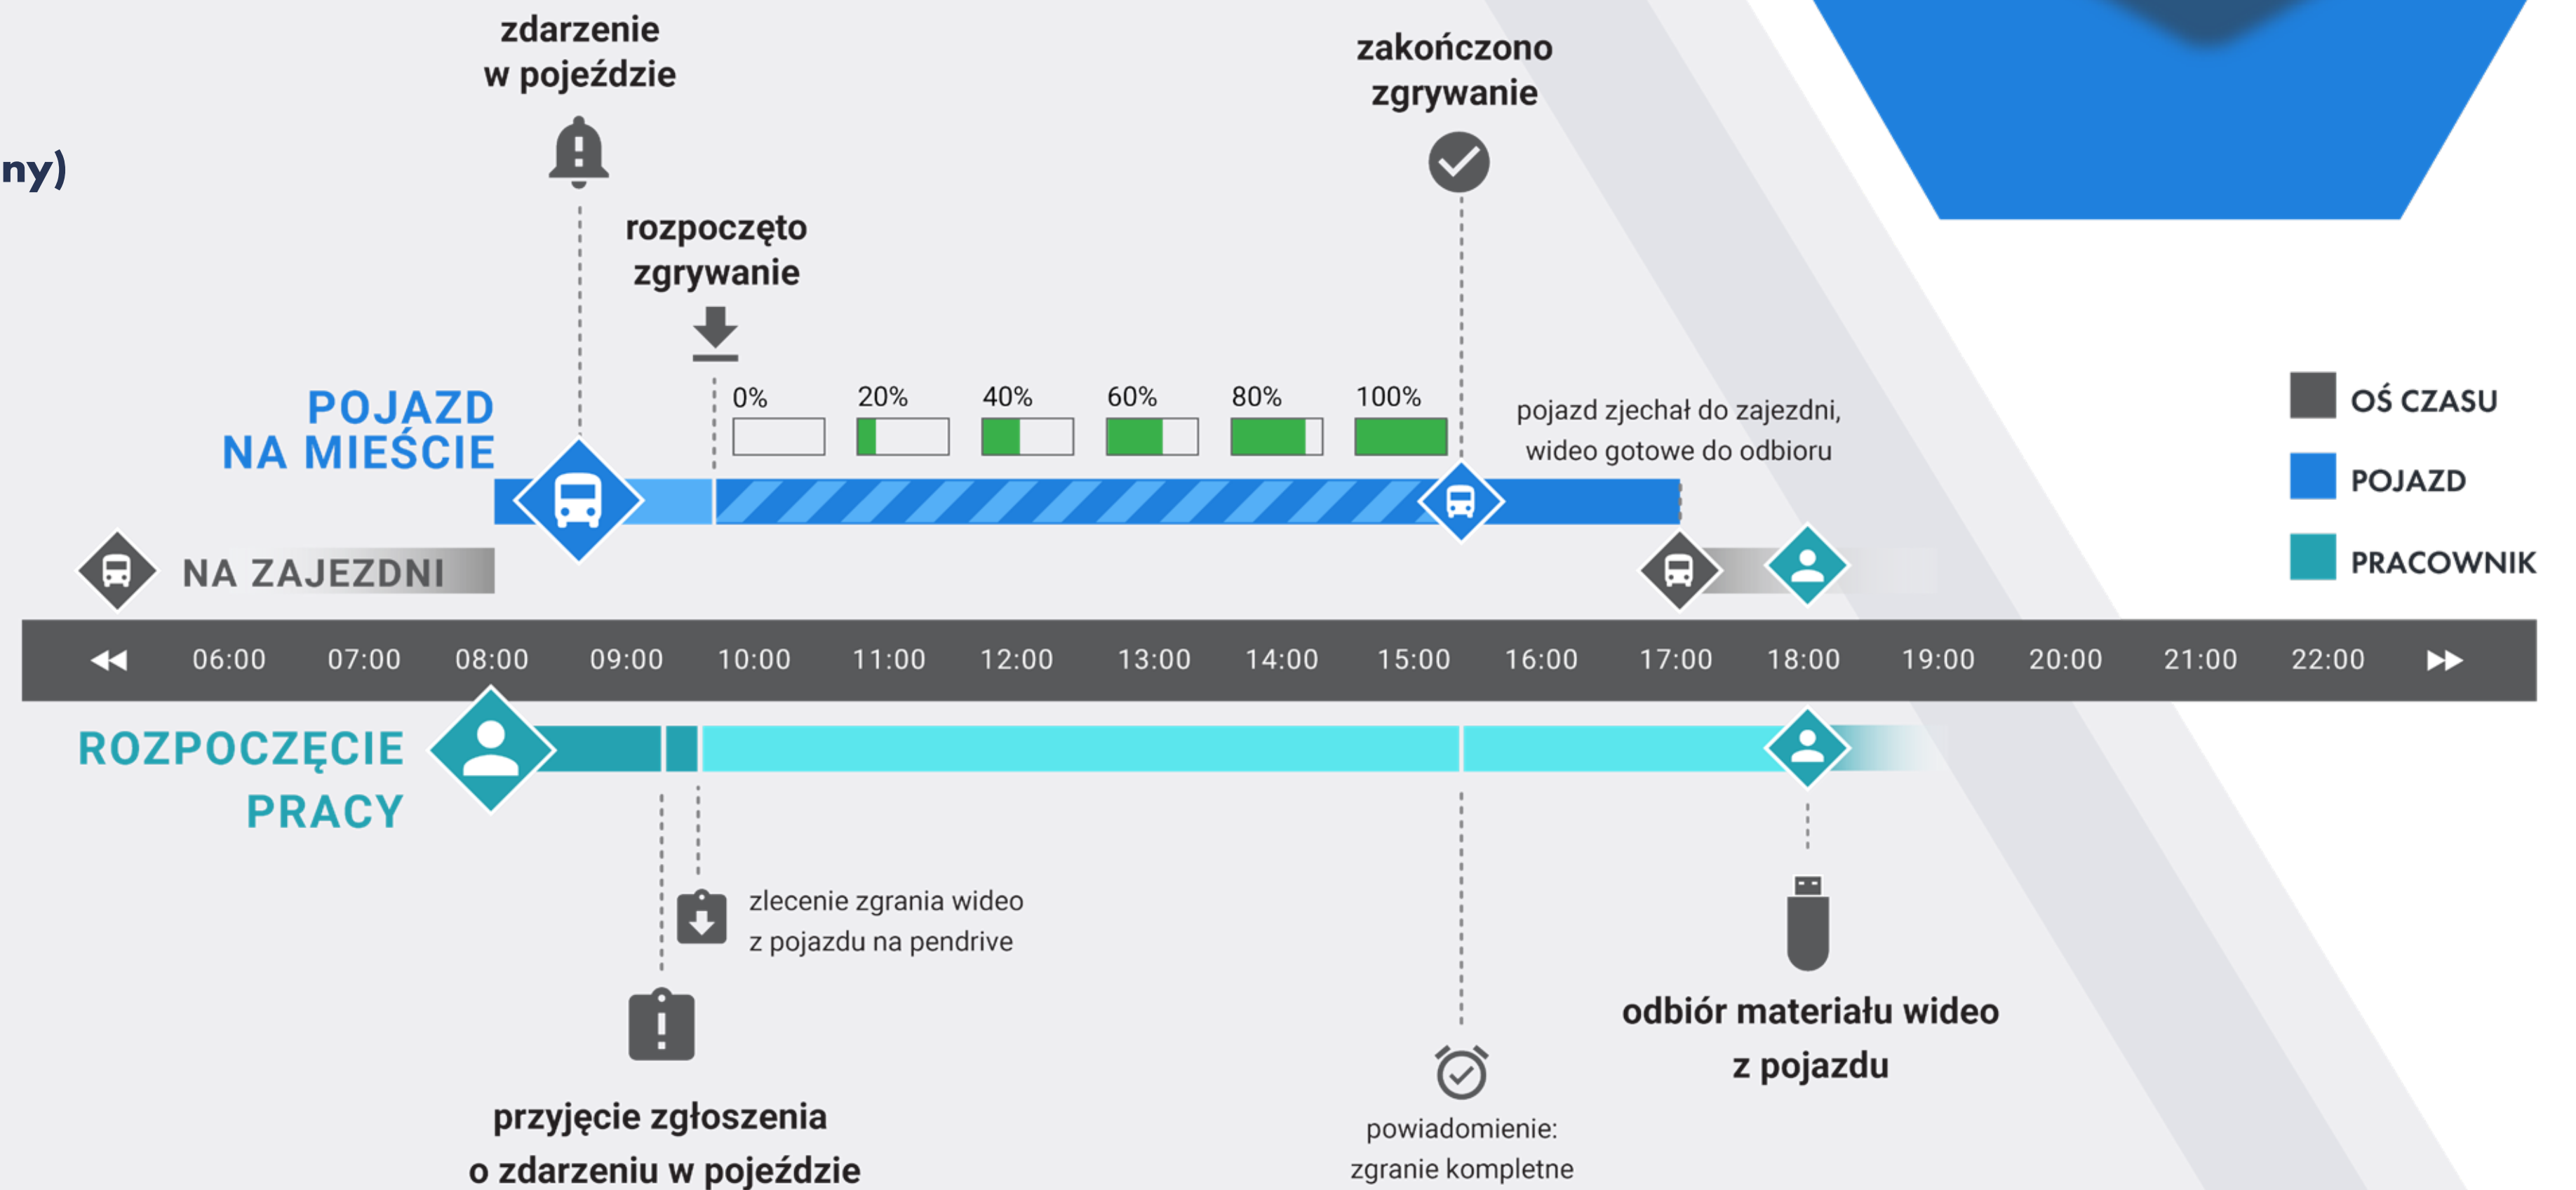 zdarzenie
w pojeździe
zakończono
zgrywanie
ny)
rozpoczęto
zgrywanie
POJAZD
NA MIEŚCIE
0% 20% 40% 60% 80% 100%
pojazd zjechał do zajezdni,
wideo gotowe do odbioru
OŚ CZASU
POJAZD
PRACOWNIK
NA ZAJEZDNI
06:00 07:00 08:00 09:00 10:00 11:00 12:00 13:00 14:00 15:00 16:00 17:00 18:00 19:00 20:00 21:00 22:00
ROZPOCZĘCIE
PRACY
zlecenie zgrania wideo
z pojazdu na pendrive
przyjęcie zgłoszenia
o zdarzeniu w pojeździe
powiadomienie:
zgranie kompletne
odbiór materiału wideo
z pojazdu